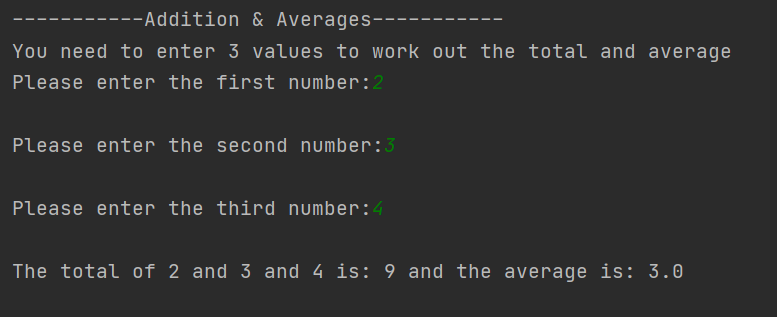 -----------Addition & Averages-----------
You need to enter 3 values to work out the total and average
Please enter the first number:2
Please enter the second number:3
Please enter the third number:4
The total of 2 and 3 and 4 is: 9 and the average is: 3.0